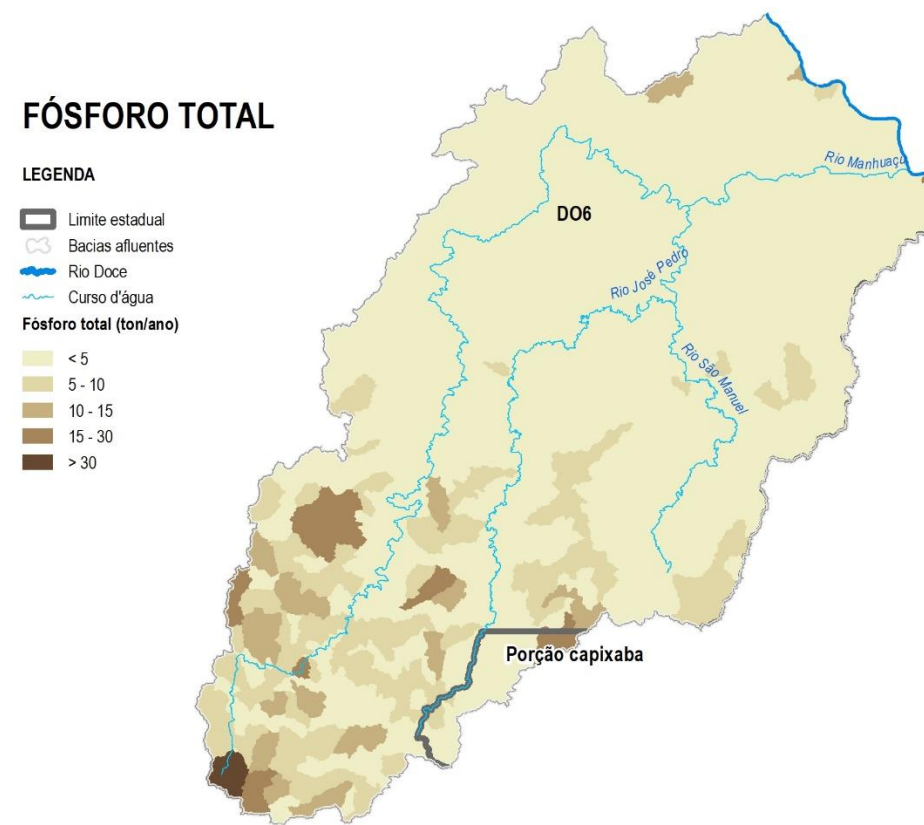 FÓSFORO TOTAL
LEGENDA
Limite estadual
Bacias afluentes
Rio Doce
Curso d'água
Fósforo total (ton/ano)
< 5
5 - 10
10 - 15
15 - 30
> 30
Rio Manhuaçu
DO6
Rio José Pedro
Rio São Manuel
Porção capixaba